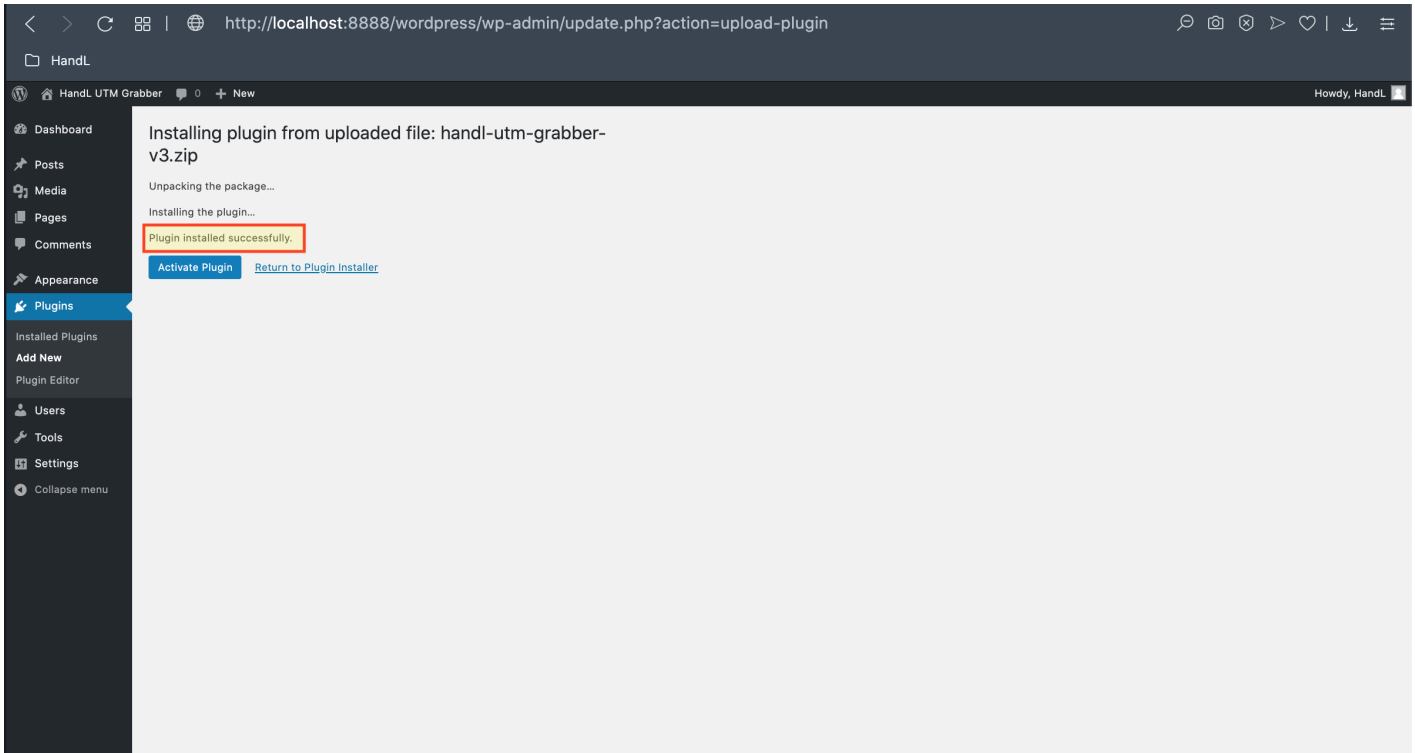 http://localhost:8888/wordpress/wp-admin/update.php?action=upload-plugin
HandL
HandL UTM Grabber 0 New Howdy, HandL
Dashboard
Posts
Media
Pages
Comments
Appearance
Plugins
Installed Plugins
Add New
Plugin Editor
Users
Tools
Settings
Collapse menu
Installing plugin from uploaded file: handl-utm-grabber-
v3.zip
Unpacking the package...
Installing the plugin...
Plugin installed successfully.
Activate Plugin Return to Plugin Installer